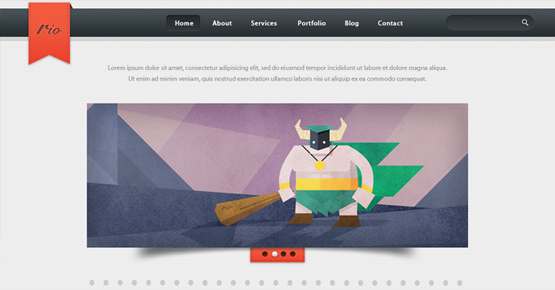 rio
Home About Services Portfolio Blog Contact
Lorem ipsum dolor sit amet, consectetur adipisicing elit, sed do eiusmod tempor incididunt ut labore et dolore magna aliqua.
Ut enim ad minim veniam, quis nostrud exercitation ullamco laboris nisi ut aliquip ex ea commodo consequat.